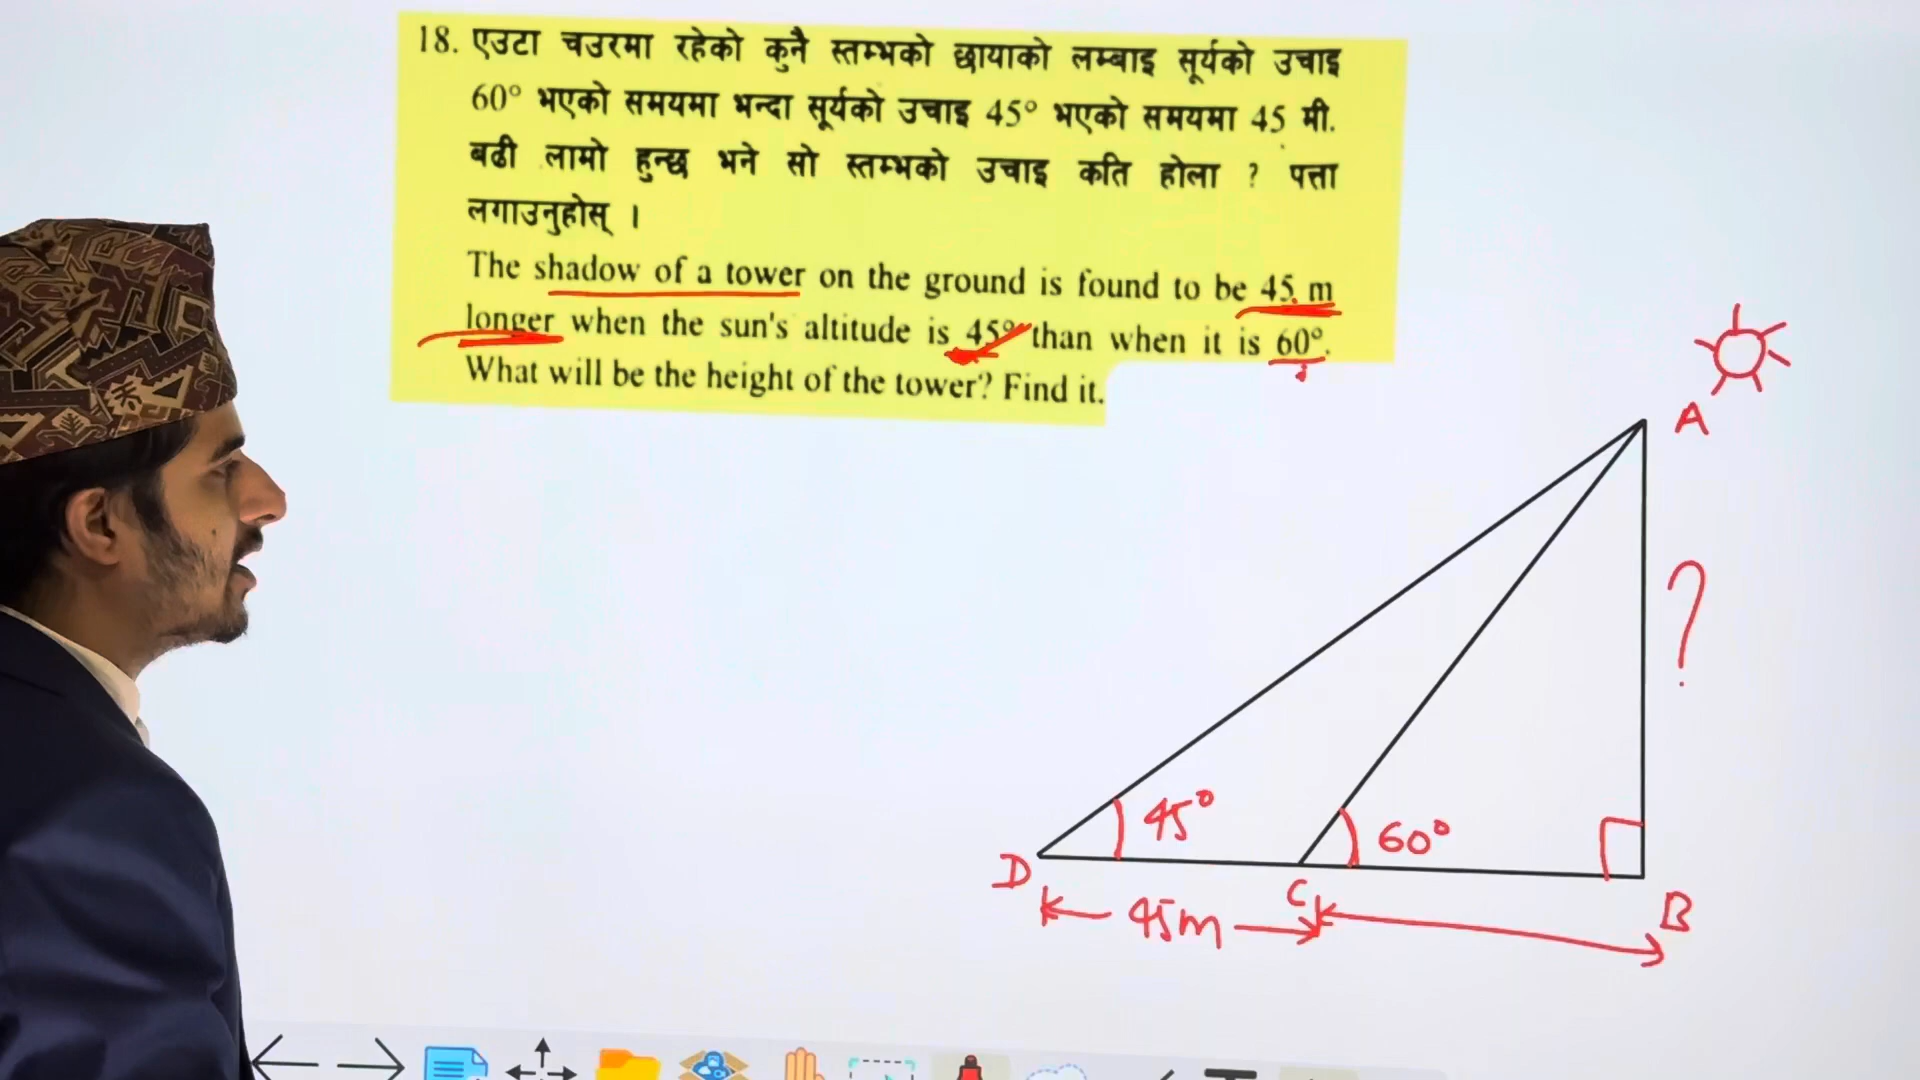 18. एउटा चउरमा रहेको कुनै स्तम्भको छायाको लम्बाइ सूर्यको उचाइ
60° भएको समयमा भन्दा सूर्यको उचाइ 45° भएको समयमा 45 मी.
बढी लामो हुन्छ भने सो स्तम्भको उचाइ कति होला ? पत्ता
लगाउनुहोस् ।
The shadow of a tower on the ground is found to be 45 m
longer when the sun's altitude is 45° than when it is 60°.
What will be the height of the tower? Find it.
A
?
45°
60°
D
C
B
45m